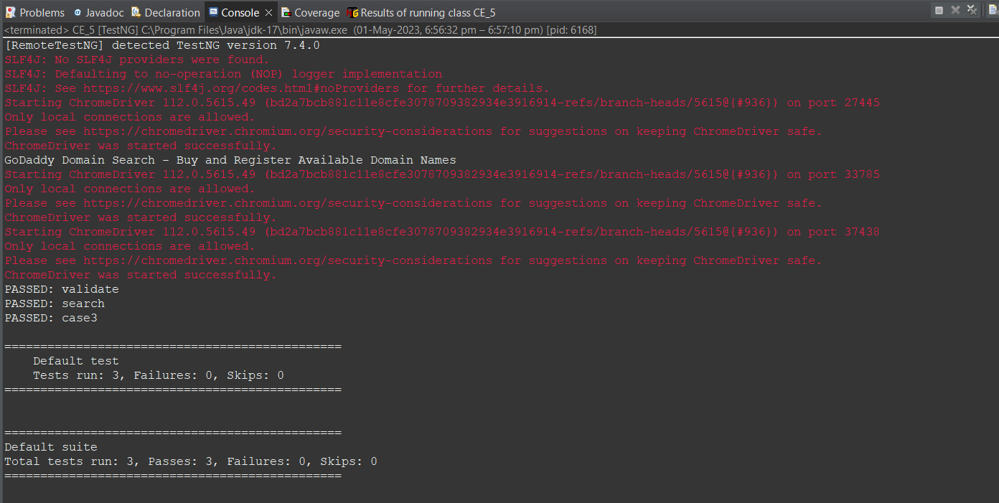 Problems Javadoc Declaration Console Coverage Results of running class CE_5
<terminated> CE_5 [TestNG] C:\Program Files\Java\jdk-17\bin\javaw.exe (01-May-2023, 6:56:32 pm – 6:57:10 pm) [pid: 6168]
[RemoteTestNG] detected TestNG version 7.4.0
SLF4J: No SLF4J providers were found.
SLF4J: Defaulting to no-operation (NOP) logger implementation
SLF4J: See https://www.slf4j.org/codes.html#noProviders for further details.
Starting ChromeDriver 112.0.5615.49 (bd2a7bcb881c11e8cfe3078709382934e3916914-refs/branch-heads/5615@{#936}) on port 27445
Only local connections are allowed.
Please see https://chromedriver.chromium.org/security-considerations for suggestions on keeping ChromeDriver safe.
ChromeDriver was started successfully.
GoDaddy Domain Search - Buy and Register Available Domain Names
Starting ChromeDriver 112.0.5615.49 (bd2a7bcb881c11e8cfe3078709382934e3916914-refs/branch-heads/5615@{#936}) on port 33785
Only local connections are allowed.
Please see https://chromedriver.chromium.org/security-considerations for suggestions on keeping ChromeDriver safe.
ChromeDriver was started successfully.
Starting ChromeDriver 112.0.5615.49 (bd2a7bcb881c11e8cfe3078709382934e3916914-refs/branch-heads/5615@{#936}) on port 37438
Only local connections are allowed.
Please see https://chromedriver.chromium.org/security-considerations for suggestions on keeping ChromeDriver safe.
ChromeDriver was started successfully.
PASSED: validate
PASSED: search
PASSED: case3
===============================================
Default test
Tests run: 3, Failures: 0, Skips: 0
===============================================
===============================================
Default suite
Total tests run: 3, Passes: 3, Failures: 0, Skips: 0
===============================================